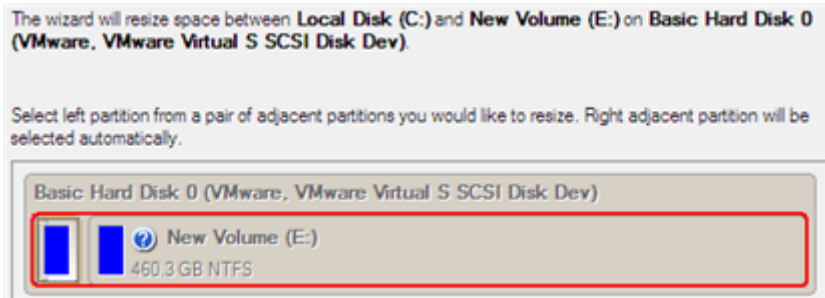 The wizard will resize space between Local Disk (C:) and New Volume (E:) on Basic Hard Disk 0
(VMware, VMware Virtual S SCSI Disk Dev).
Select left partition from a pair of adjacent partitions you would like to resize. Right adjacent partition will be
selected automatically.
Basic Hard Disk 0 (VMware, VMware Virtual S SCSI Disk Dev)
New Volume (E:)
460.3 GB NTFS